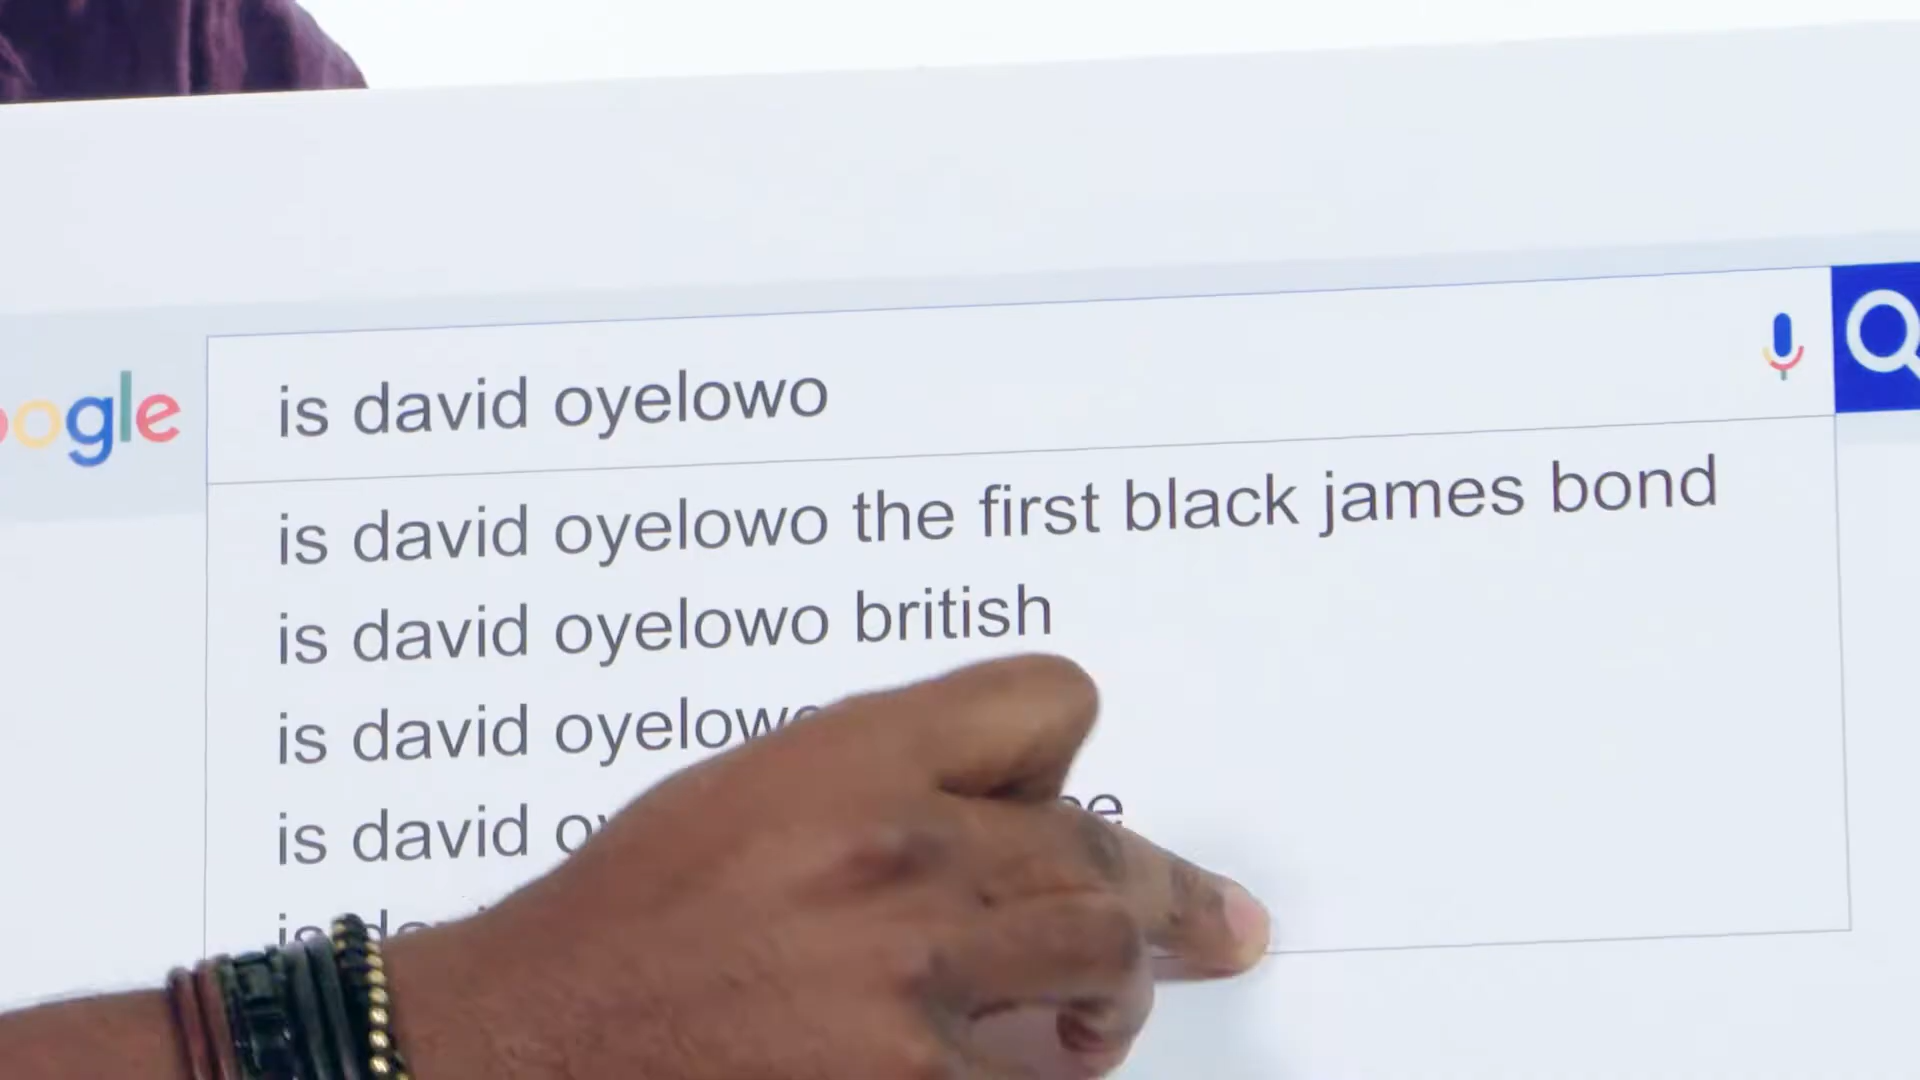 ogle
is david oyelowo
is david oyelowo the first black james bond
is david oyelowo british
is david
is david